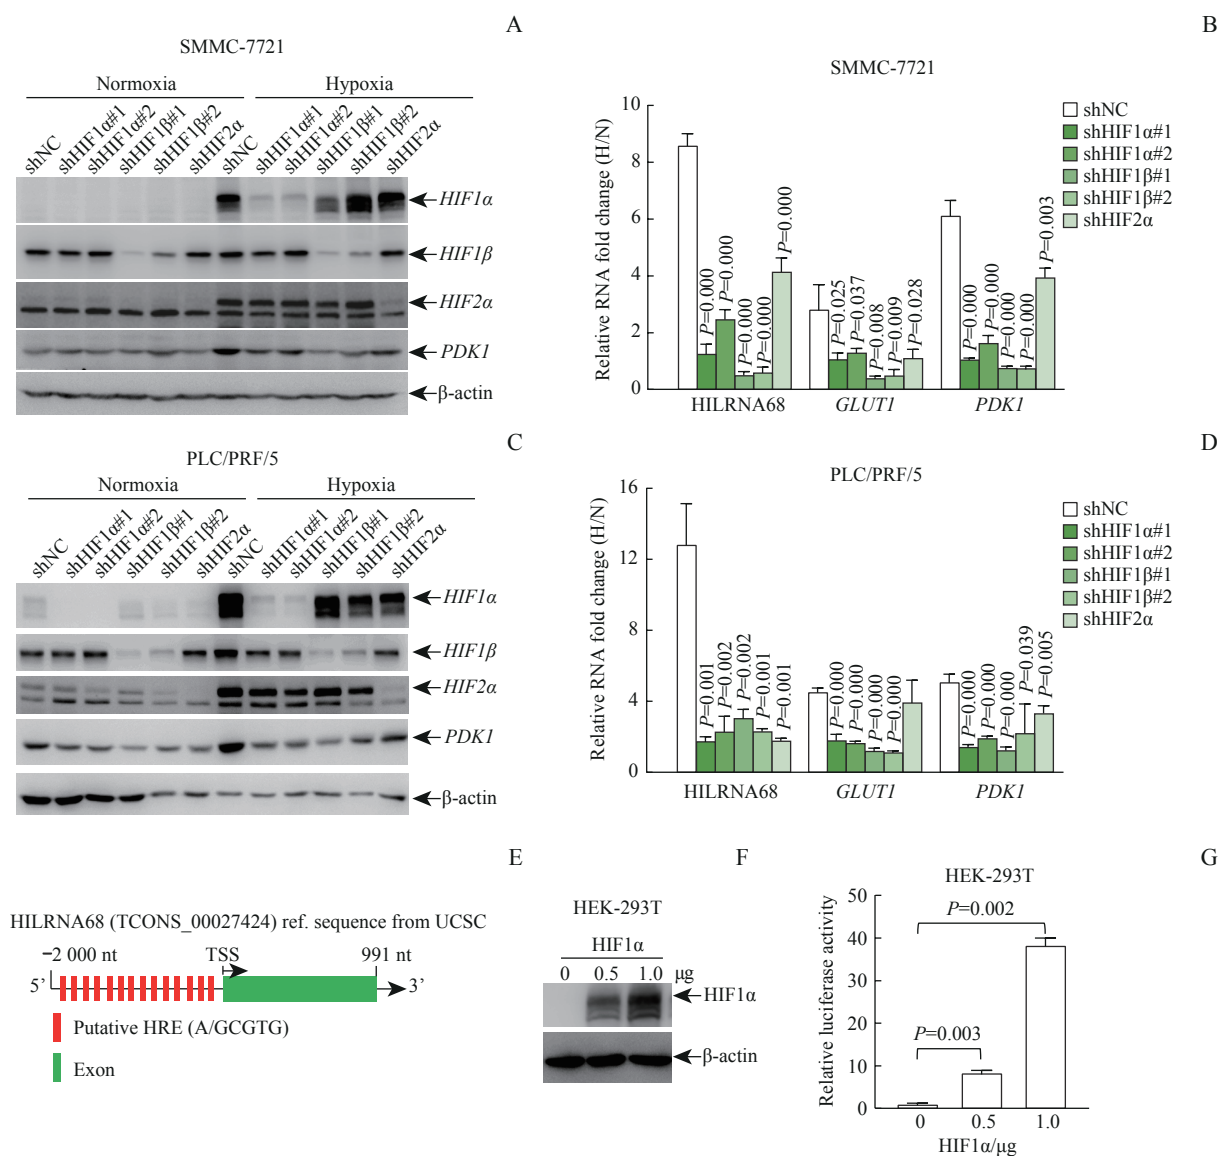 A
SMMC-7721
Normoxia Hypoxia
shNC shHIF1α#1 shHIF1α#2 shHIF1β#1 shHIF1β#2 shHIF2α shNC shHIF1α#1 shHIF1α#2 shHIF1β#1 shHIF1β#2 shHIF2α
HIF1α
HIF1β
HIF2α
PDK1
β-actin
B
SMMC-7721
Relative RNA fold change (H/N)
10
8
6
4
2
0
P=0.000 P=0.000 P=0.000 P=0.000 P=0.000
P=0.025 P=0.037 P=0.008 P=0.009 P=0.028
P=0.000 P=0.000 P=0.000 P=0.000 P=0.003
HILRNA68 GLUT1 PDK1
shNC
shHIF1α#1
shHIF1α#2
shHIF1β#1
shHIF1β#2
shHIF2α
C
PLC/PRF/5
Normoxia Hypoxia
shNC shHIF1α#1 shHIF1α#2 shHIF1β#1 shHIF1β#2 shHIF2α shNC shHIF1α#1 shHIF1α#2 shHIF1β#1 shHIF1β#2 shHIF2α
HIF1α
HIF1β
HIF2α
PDK1
β-actin
D
PLC/PRF/5
Relative RNA fold change (H/N)
16
12
8
4
0
P=0.001 P=0.002 P=0.002 P=0.001 P=0.001
P=0.000 P=0.000 P=0.000 P=0.000
P=0.000 P=0.000 P=0.000 P=0.039 P=0.005
HILRNA68 GLUT1 PDK1
shNC
shHIF1α#1
shHIF1α#2
shHIF1β#1
shHIF1β#2
shHIF2α
E
HILRNA68 (TCONS_00027424) ref. sequence from UCSC
−2 000 nt TSS 991 nt
5’ 3’
Putative HRE (A/GCGTG)
Exon
F
HEK-293T
HIF1α
0 0.5 1.0 μg
HIF1α
β-actin
G
HEK-293T
Relative luciferase activity
50
40
30
20
10
0
P=0.002
P=0.003
0 0.5 1.0
HIF1α/μg